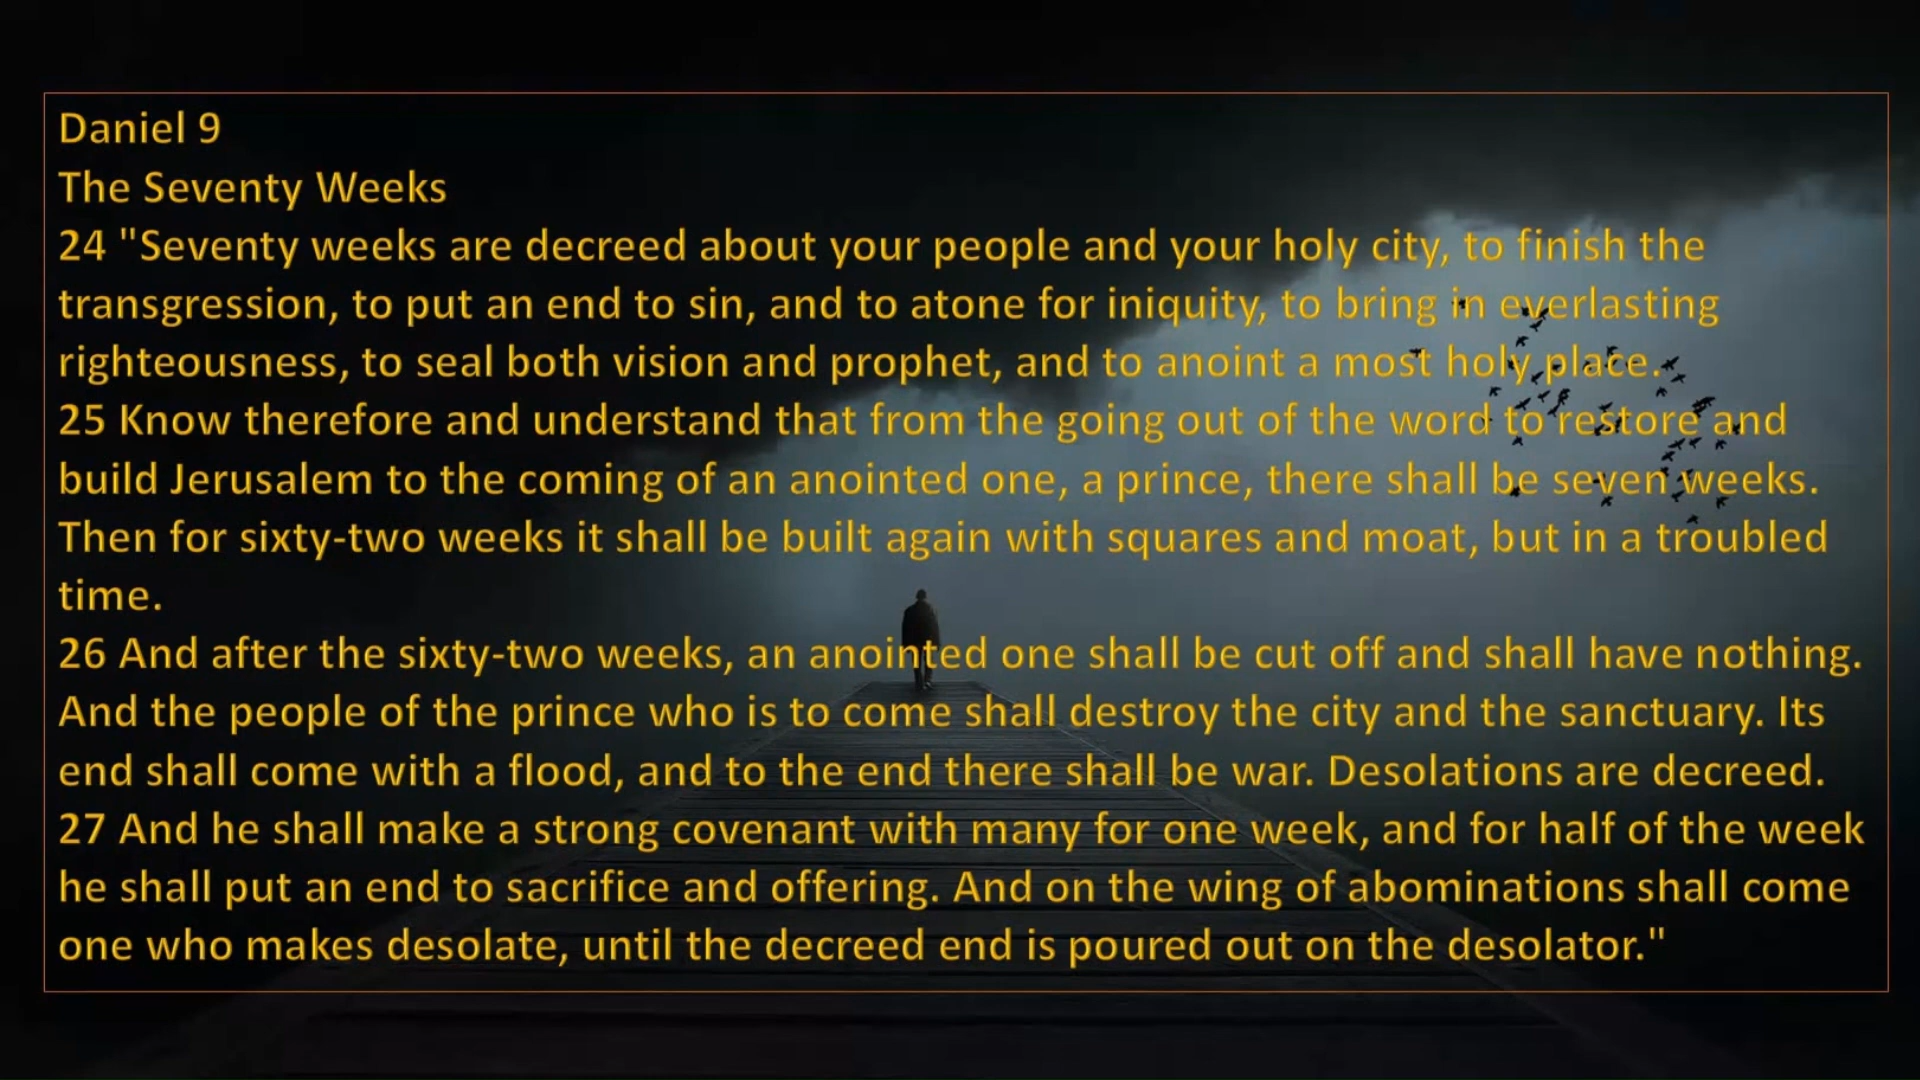 Daniel 9
The Seventy Weeks
24 "Seventy weeks are decreed about your people and your holy city, to finish the
transgression, to put an end to sin, and to atone for iniquity, to bring in everlasting
righteousness, to seal both vision and prophet, and to anoint a most holy place.
25 Know therefore and understand that from the going out of the word to restore and
build Jerusalem to the coming of an anointed one, a prince, there shall be seven weeks.
Then for sixty-two weeks it shall be built again with squares and moat, but in a troubled
time.
26 And after the sixty-two weeks, an anointed one shall be cut off and shall have nothing.
And the people of the prince who is to come shall destroy the city and the sanctuary. Its
end shall come with a flood, and to the end there shall be war. Desolations are decreed.
27 And he shall make a strong covenant with many for one week, and for half of the week
he shall put an end to sacrifice and offering. And on the wing of abominations shall come
one who makes desolate, until the decreed end is poured out on the desolator."